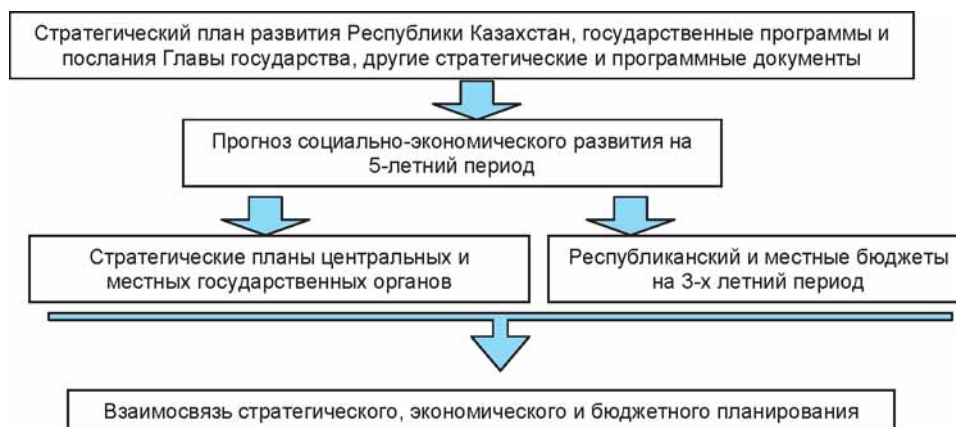 Стратегический план развития Республики Казахстан, государственные программы и
послания Главы государства, другие стратегические и программные документы
Прогноз социально-экономического развития на
5-летний период
Стратегические планы центральных и
местных государственных органов
Республиканский и местные бюджеты
на 3-х летний период
Взаимосвязь стратегического, экономического и бюджетного планирования